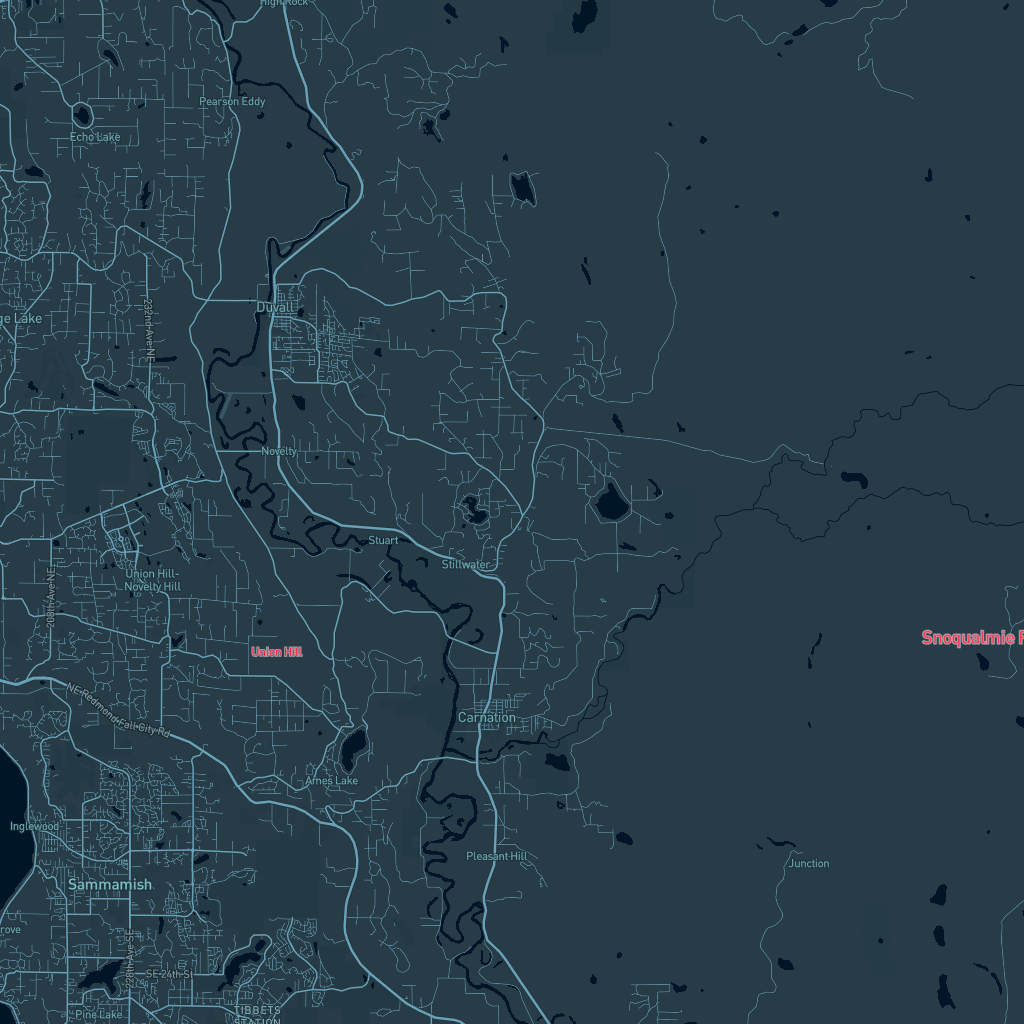 High Rock
Pearson Eddy
Echo Lake
Duvall
ge Lake
232nd Ave NE
Novelty
Stuart
Stillwater
Union Hill-
Novelty Hill
208th Ave NE
Union Hill
Snoqualmie F
NE Redmond-Fall-City Rd
Carnation
Ames Lake
Inglewood
Pleasant Hill
Junction
Sammamish
rove
228th Ave SE
SE 24th St
Pine Lake
TIBBETS
STATION